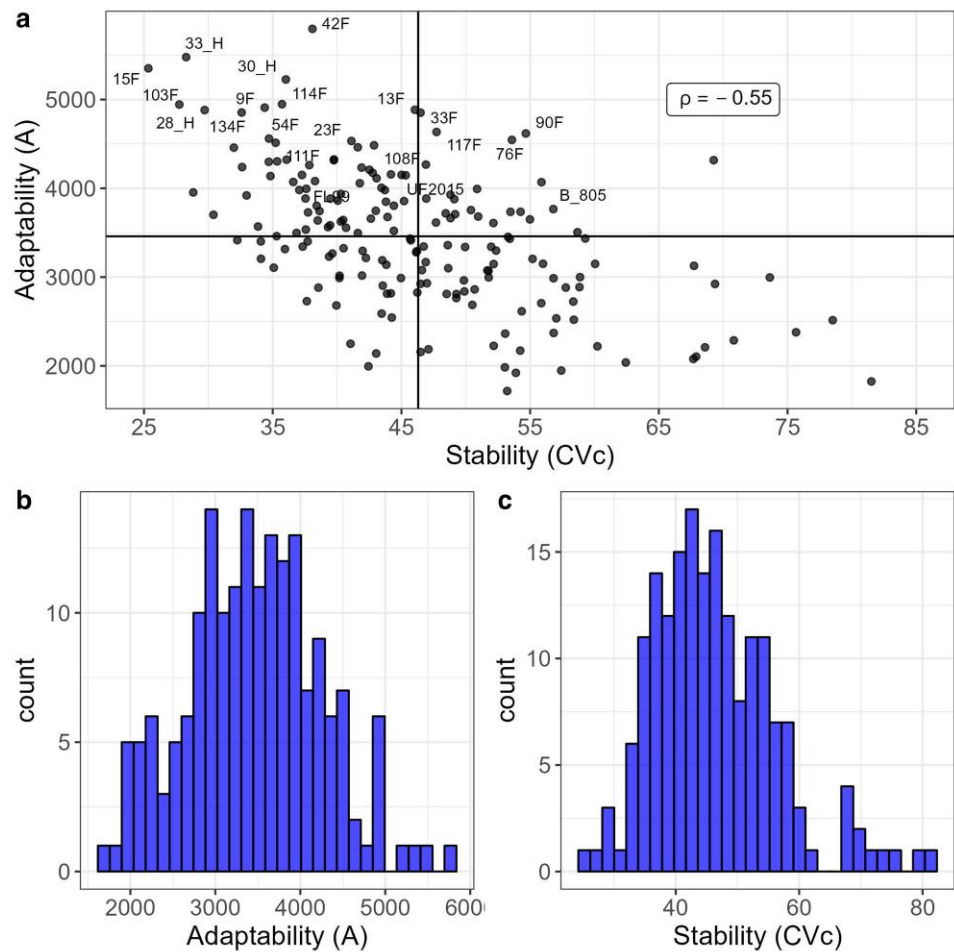 a
42F
33_H
30_H
15F
103F
9F
114F
13F
33F
90F
28_H
134F
54F
23F
117F
76F
111F
108F
FL99
UF2015
B_805
ρ = − 0.55
5000
4000
3000
2000
Adaptability (A)
25 35 45 55 65 75 85
Stability (CVc)
b
10
5
0
count
2000 3000 4000 5000 6000
Adaptability (A)
c
15
10
5
0
count
40 60 80
Stability (CVc)